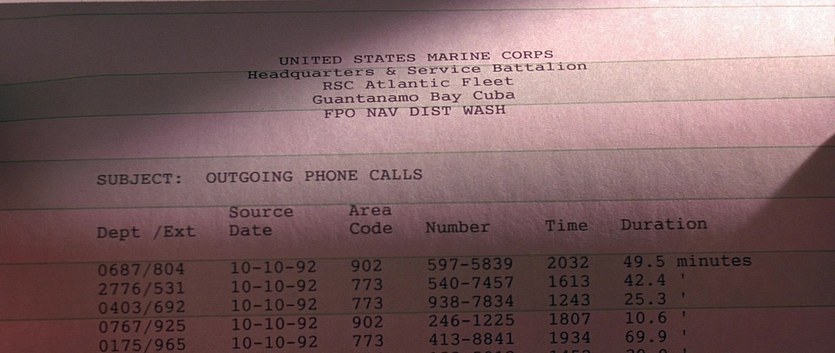 UNITED STATES MARINE CORPS
Headquarters & Service Battalion
RSC Atlantic Fleet
Guantanamo Bay Cuba
FPO NAV DIST WASH
SUBJECT: OUTGOING PHONE CALLS
Source Area
Dept /Ext Date Code Number Time Duration
0687/804 10-10-92 902 597-5839 2032 49.5 minutes
2776/531 10-10-92 773 540-7457 1613 42.4 '
0403/692 10-10-92 773 938-7834 1243 25.3 '
0767/925 10-10-92 902 246-1225 1807 10.6 '
0175/965 10-10-92 773 413-8841 1934 69.9 '